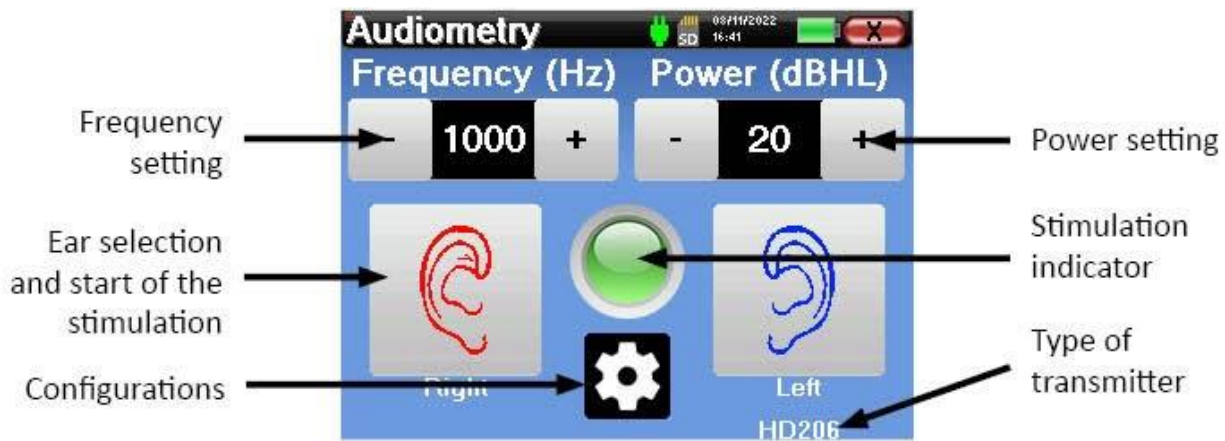 Audiometry
SD
08/11/2022
16:41
X
Frequency (Hz)
Power (dBHL)
- 1000 +
- 20 +
Frequency
setting
Power setting
Ear selection
and start of the
stimulation
Stimulation
indicator
Configurations
Right
Left
Type of
transmitter
HD206